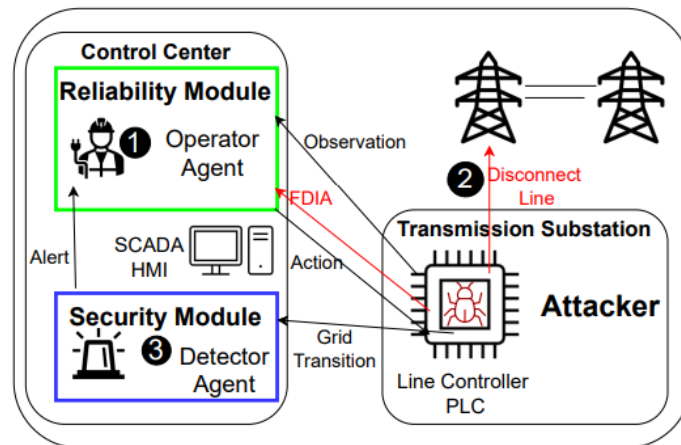 Control Center
Reliability Module
1
Operator
Agent
Observation
FDIA
2
Disconnect
Line
Transmission Substation
Alert
SCADA
HMI
Action
Attacker
Security Module
3
Detector
Agent
Grid
Transition
Line Controller
PLC